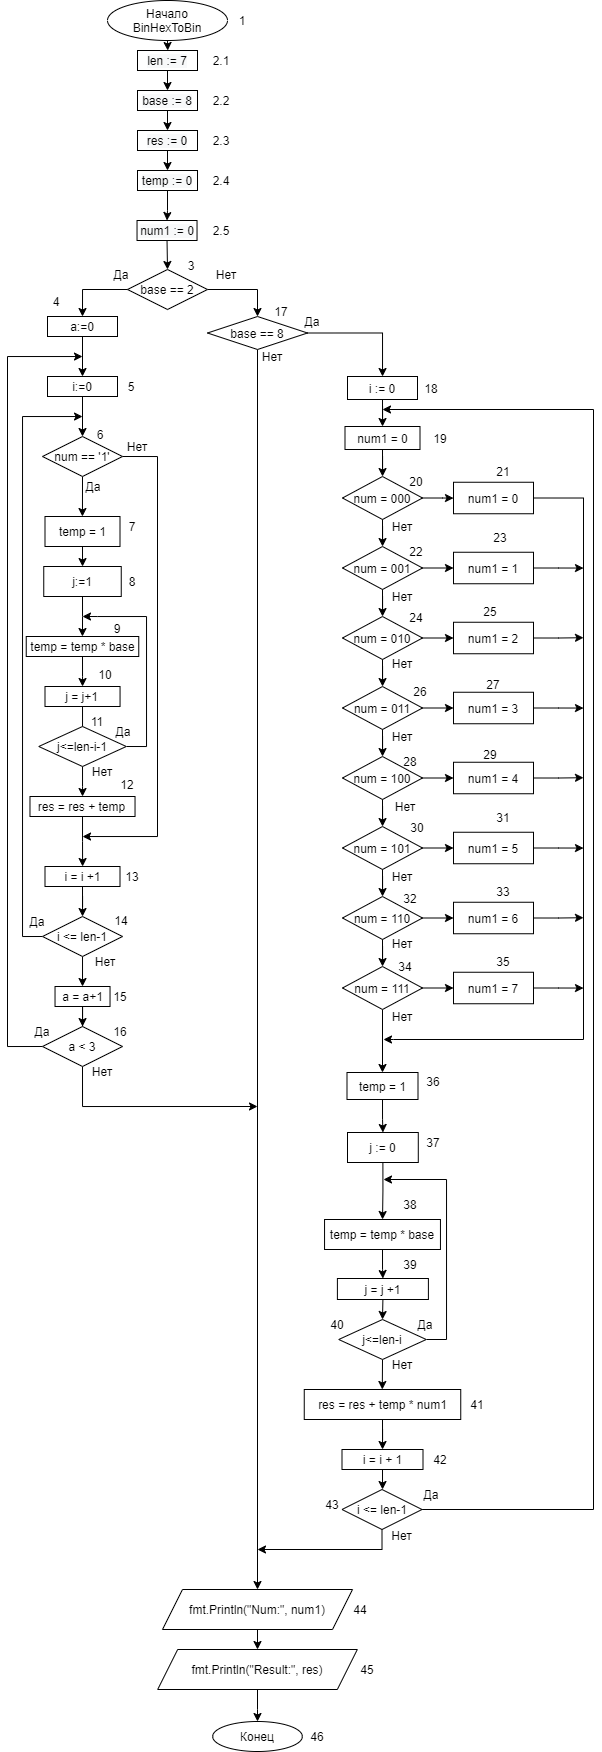 Начало
BinHexToBin
1
len := 7
2.1
base := 8
2.2
res := 0
2.3
temp := 0
2.4
num1 := 0
2.5
3
Да
Нет
base == 2
4
a:=0
17
base == 8
Да
Нет
i:=0
5
i := 0
18
6
num == '1'
Нет
Да
num1 = 0
19
temp = 1
7
20
21
num = 000
num1 = 0
Нет
22
23
j:=1
8
num = 001
num1 = 1
Нет
9
temp = temp * base
24
25
num = 010
num1 = 2
Нет
10
j = j+1
26
27
num = 011
num1 = 3
Нет
11
j<=len-i-1
Да
Нет
28
29
num = 100
num1 = 4
Нет
12
res = res + temp
30
31
num = 101
num1 = 5
Нет
i = i +1
13
32
33
num = 110
num1 = 6
Нет
Да
14
i <= len-1
Нет
34
35
num = 111
num1 = 7
Нет
a = a+1
15
Да
16
a < 3
Нет
temp = 1
36
j := 0
37
38
temp = temp * base
39
j = j +1
40
j<=len-i
Да
Нет
res = res + temp * num1
41
i = i + 1
42
43
i <= len-1
Да
Нет
fmt.Println("Num:", num1)
44
fmt.Println("Result:", res)
45
Конец
46